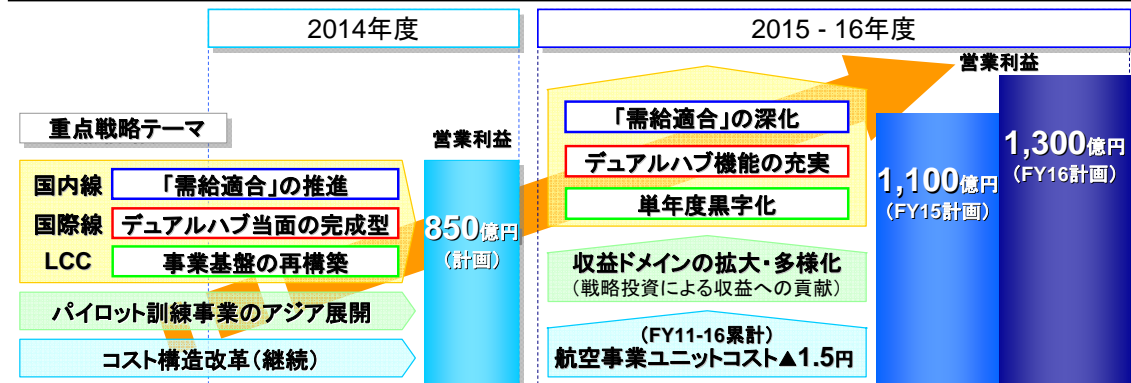 2014年度
2015 - 16年度
重点戦略テーマ
国内線 「需給適合」の推進
国際線 デュアルハブ当面の完成型
LCC 事業基盤の再構築
パイロット訓練事業のアジア展開
コスト構造改革(継続)
営業利益
850億円
(計画)
「需給適合」の深化
デュアルハブ機能の充実
単年度黒字化
収益ドメインの拡大・多様化
(戦略投資による収益への貢献)
(FY11-16累計)
航空事業ユニットコスト▲1.5円
営業利益
1,100億円
(FY15計画)
1,300億円
(FY16計画)